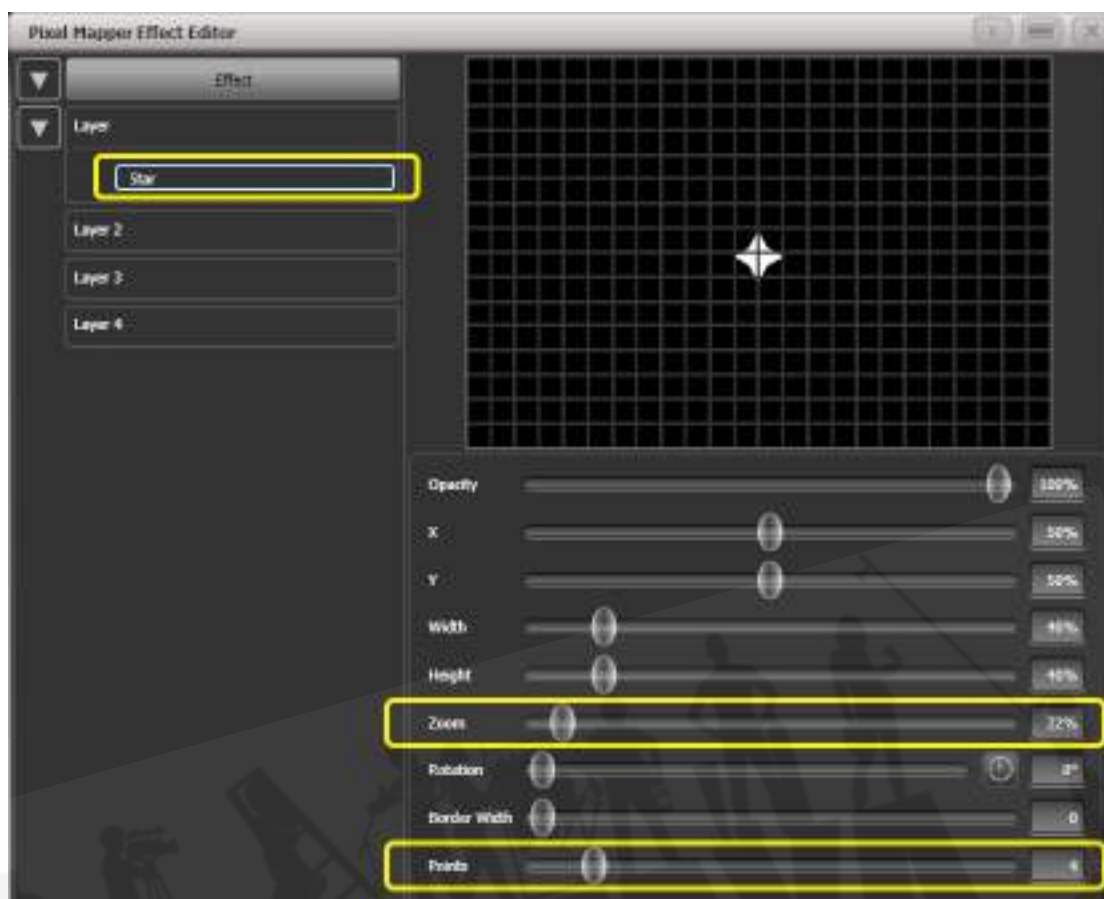 Pixel Mapper Effect Editor
Effect
Layer
Star
Layer 2
Layer 3
Layer 4
Opacity 100%
X 50%
Y 50%
Width 40%
Height 40%
Zoom 22%
Rotation 0°
Border Width 0
Points 4